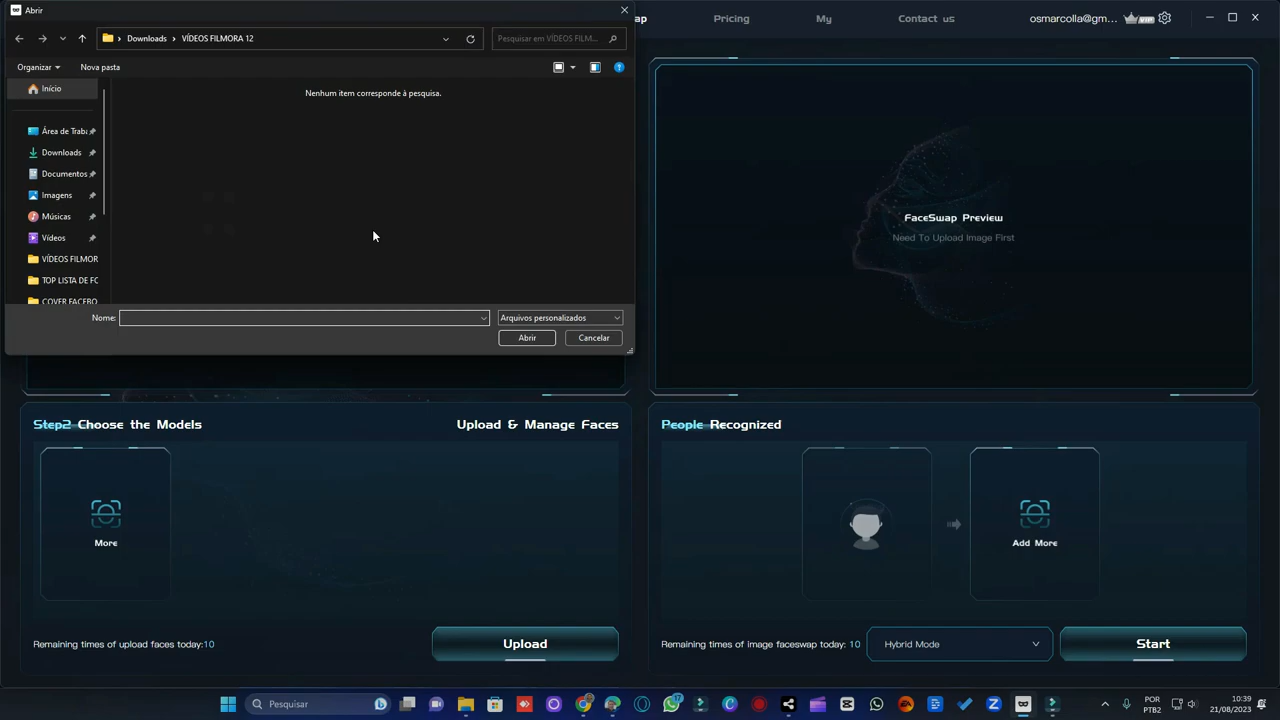 Abrir
Downloads > VÍDEOS FILMORA 12
Pesquisar em VÍDEOS FILM...
Organizar
Nova pasta
Início
Nenhum item corresponde à pesquisa.
Área de Traba
Downloads
Documentos
Imagens
Músicas
Vídeos
VÍDEOS FILMOR
TOP LISTA DE FC
COVER FACEBO
Nome:
Arquivos personalizados
Abrir
Cancelar
ap
Pricing
My
Contact us
osmarcolla@gm...
VIP
FaceSwap Preview
Need To Upload Image First
Step2 Choose the Models
Upload & Manage Faces
More
Remaining times of upload faces today:10
Upload
People Recognized
Add More
Remaining times of image faceswap today: 10
Hybrid Mode
Start
Pesquisar
17
POR
PTB2
10:39
21/08/2023